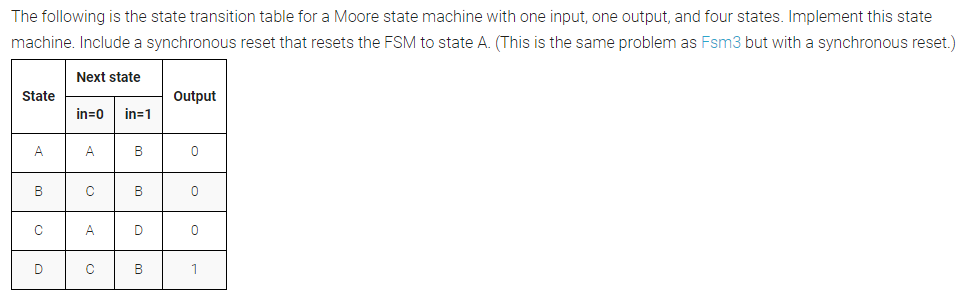 The following is the state transition table for a Moore state machine with one input, one output, and four states. Implement this state
machine. Include a synchronous reset that resets the FSM to state A. (This is the same problem as Fsm3 but with a synchronous reset.)
State Next state Output
in=0 in=1
A A B 0
B C B 0
C A D 0
D C B 1